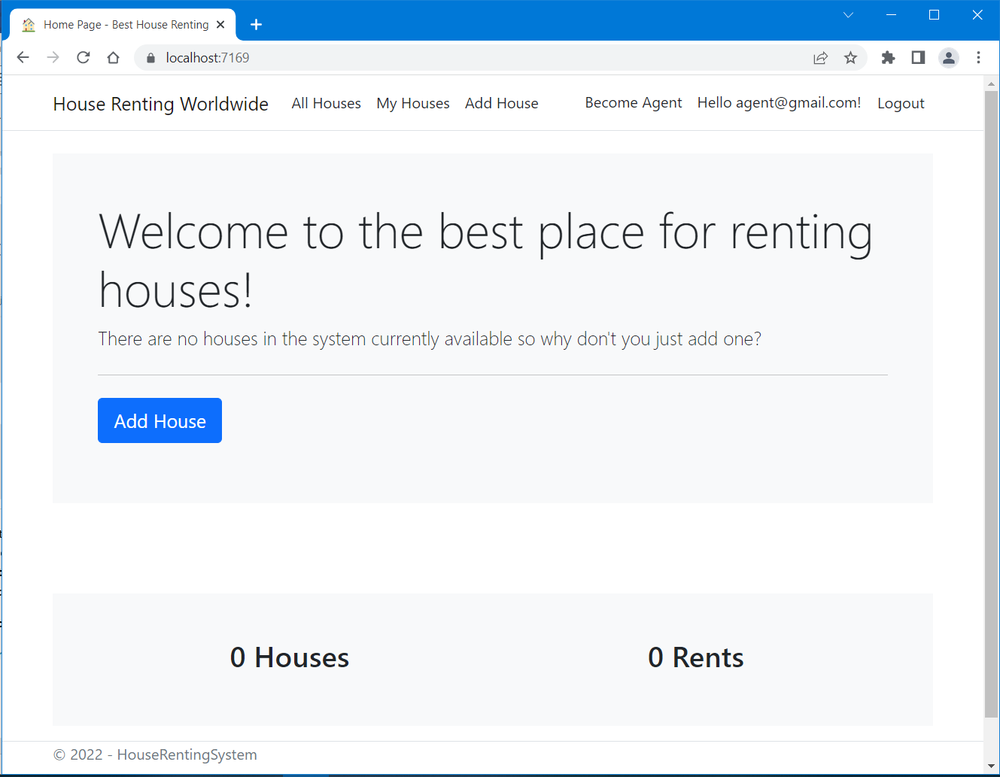 Home Page - Best House Renting
localhost:7169
House Renting Worldwide All Houses My Houses Add House Become Agent Hello agent@gmail.com! Logout
Welcome to the best place for renting
houses!
There are no houses in the system currently available so why don't you just add one?
Add House
0 Houses 0 Rents
© 2022 - HouseRentingSystem